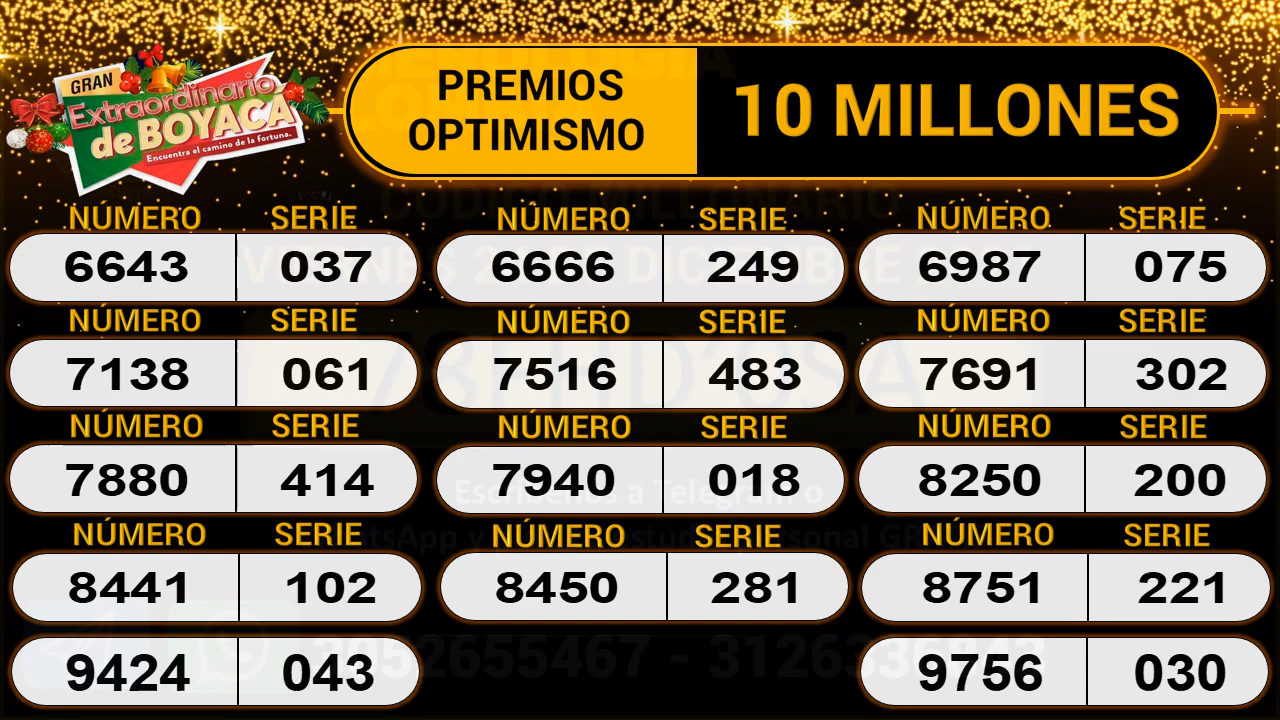 GRAN
Extraordinario
de BOYACÁ
Encuentra el camino de la fortuna.
PREMIOS
OPTIMISMO
10 MILLONES
NÚMERO SERIE NÚMERO SERIE NÚMERO SERIE
6643 037 6666 249 6987 075
NÚMERO SERIE NÚMERO SERIE NÚMERO SERIE
7138 061 7516 483 7691 302
NÚMERO SERIE NÚMERO SERIE NÚMERO SERIE
7880 414 7940 018 8250 200
NÚMERO SERIE NÚMERO SERIE NÚMERO SERIE
8441 102 8450 281 8751 221
9424 043 9756 030